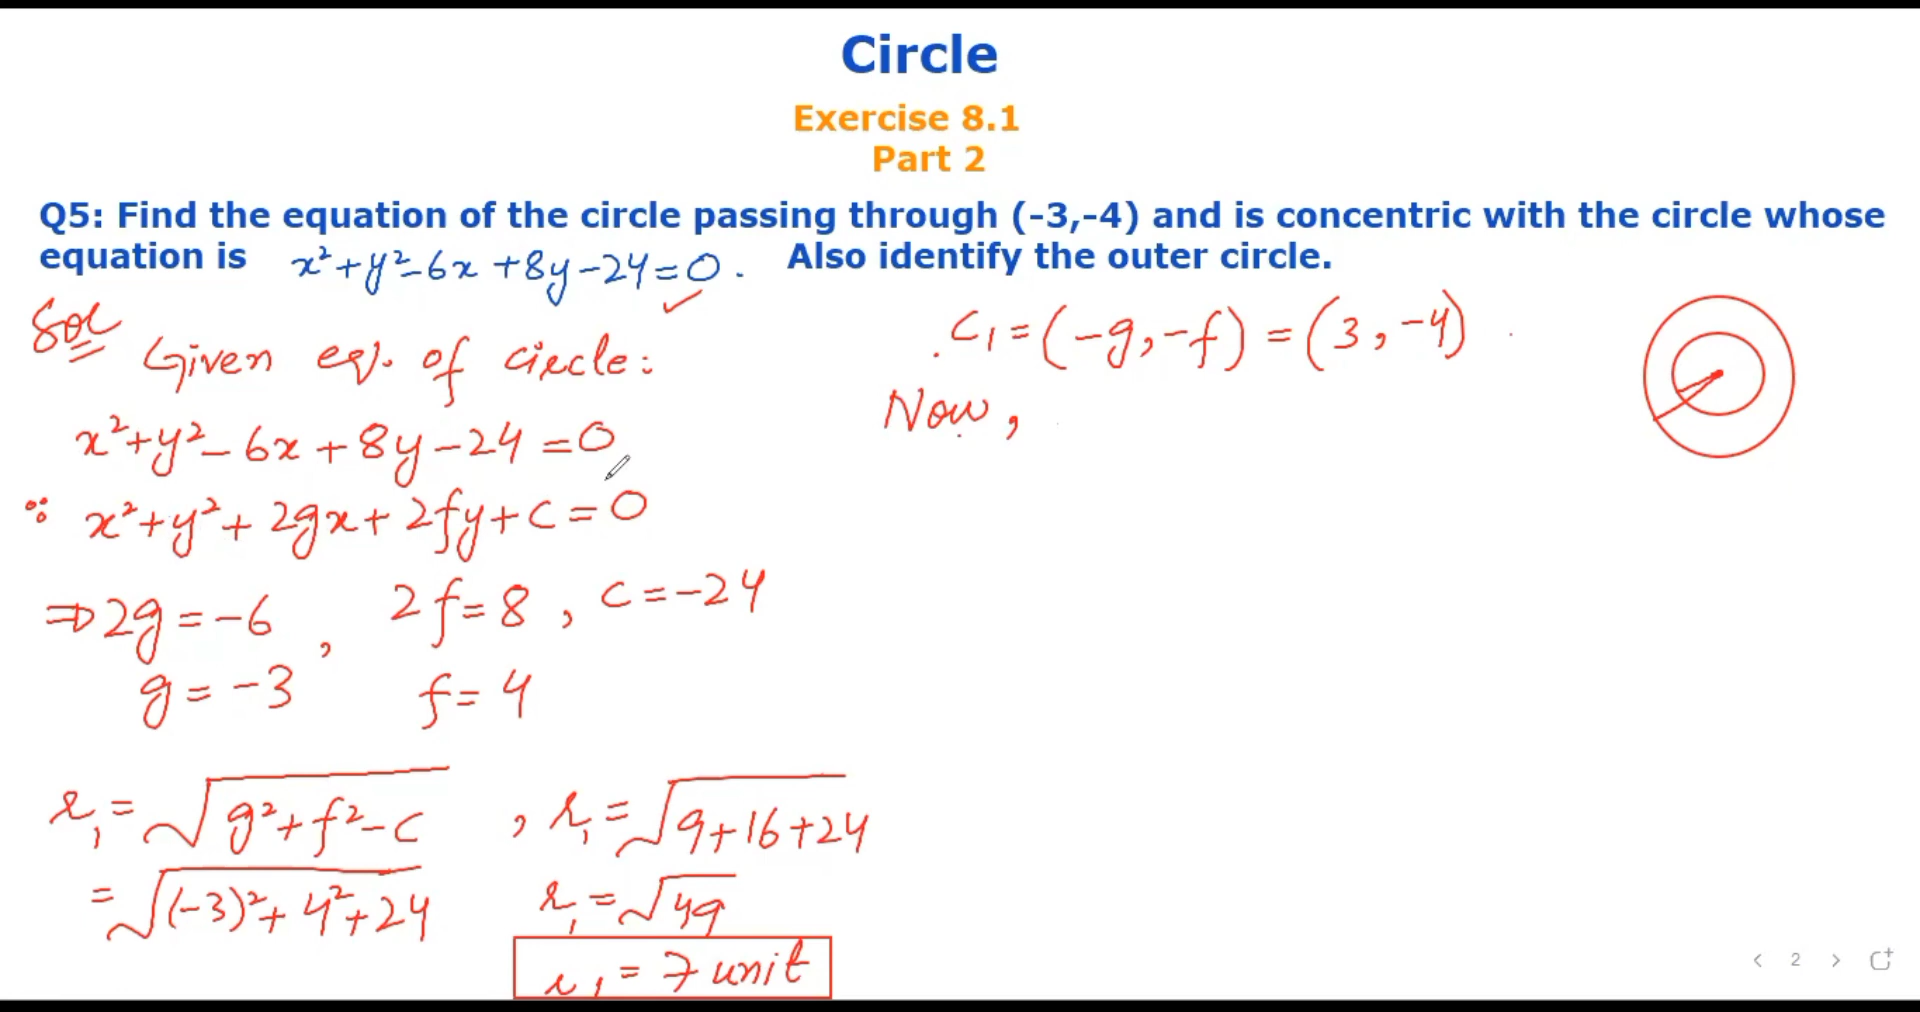 Circle
Exercise 8.1
Part 2
Q5: Find the equation of the circle passing through (-3,-4) and is concentric with the circle whose
equation is x²+y²-6x+8y-24=0. Also identify the outer circle.
Sol
Given eq. of circle:
x²+y²-6x+8y-24=0
∵ x²+y²+2gx+2fy+c=0
⇒2g=-6, 2f=8, c=-24
g=-3 f=4
r₁=√(g²+f²-c), r₁=√(9+16+24)
=√((-3)²+4²+24) r₁=√49
r₁=7 unit
C₁=(-g,-f)=(3,-4)
Now,
< 2 >